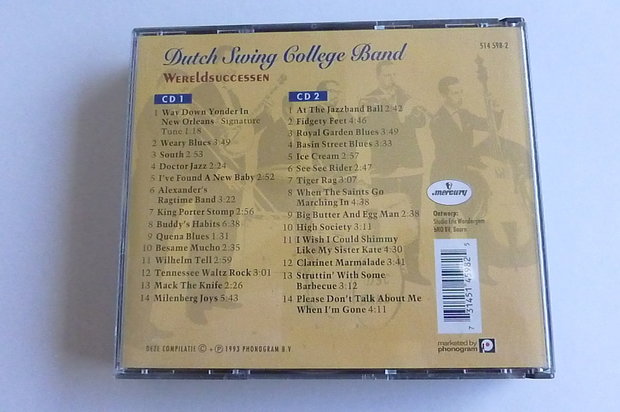 Dutch Swing College Band
514 598-2
Wereldsuccessen
CD 1
1 Way Down Yonder In
New Orleans / Signature
Tune 1:18
2 Weary Blues 3:49
3 South 2:53
4 Doctor Jazz 2:24
5 I've Found A New Baby 2:52
6 Alexander's
Ragtime Band 3:22
7 King Porter Stomp 2:56
8 Buddy's Habits 6:38
9 Quena Blues 1:31
10 Besame Mucho 2:35
11 Wilhelm Tell 2:59
12 Tennessee Waltz Rock 3:01
13 Mack The Knife 2:26
14 Milenberg Joys 5:43
CD 2
1 At The Jazzband Ball 2:42
2 Fidgety Feet 4:46
3 Royal Garden Blues 3:49
4 Basin Street Blues 3:33
5 Ice Cream 2:57
6 See See Rider 2:47
7 Tiger Rag 3:07
8 When The Saints Go
Marching In 4:38
9 Big Butter And Egg Man 2:38
10 High Society 3:11
11 I Wish I Could Shimmy
Like My Sister Kate 4:30
12 Clarinet Marmalade 3:41
13 Struttin' With Some
Barbecue 3:12
14 Please Don't Talk About Me
When I'm Gone 4:11
mercury
Ontwerp:
Studio Eric Wondergem
bNO BV, Baarn
7 31451 45982 5
marketed by
phonogram
DEZE COMPILATIE © + ℗ 1993 PHONOGRAM B.V.